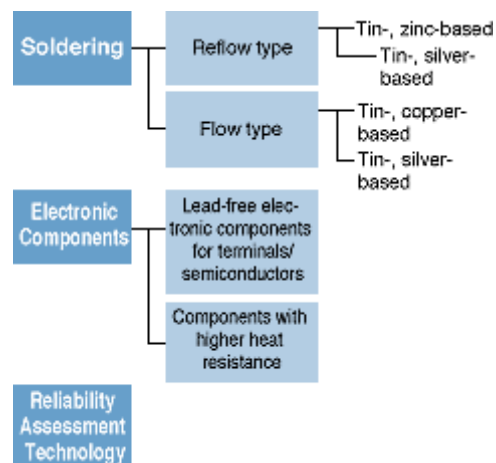 Soldering
Reflow type
Tin-, zinc-based
Tin-, silver-
based
Flow type
Tin-, copper-
based
Tin-, silver-
based
Electronic
Components
Lead-free elec-
tronic components
for terminals/
semiconductors
Components with
higher heat
resistance
Reliability
Assessment
Technology